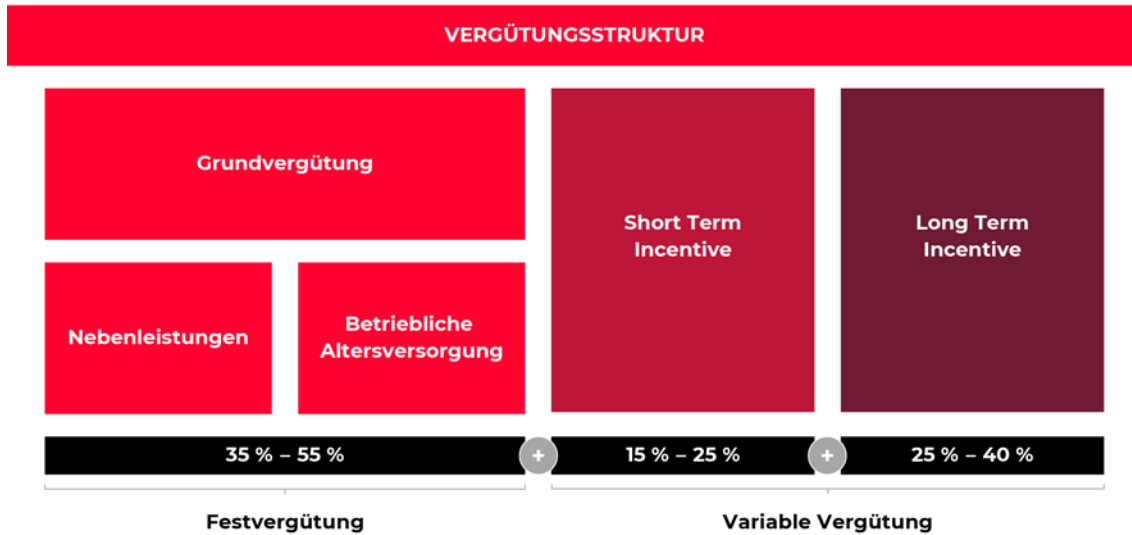 VERGÜTUNGSSTRUKTUR
Grundvergütung
Short Term
Incentive
Long Term
Incentive
Nebenleistungen
Betriebliche
Altersversorgung
35 % – 55 %
+
15 % – 25 %
+
25 % – 40 %
Festvergütung
Variable Vergütung